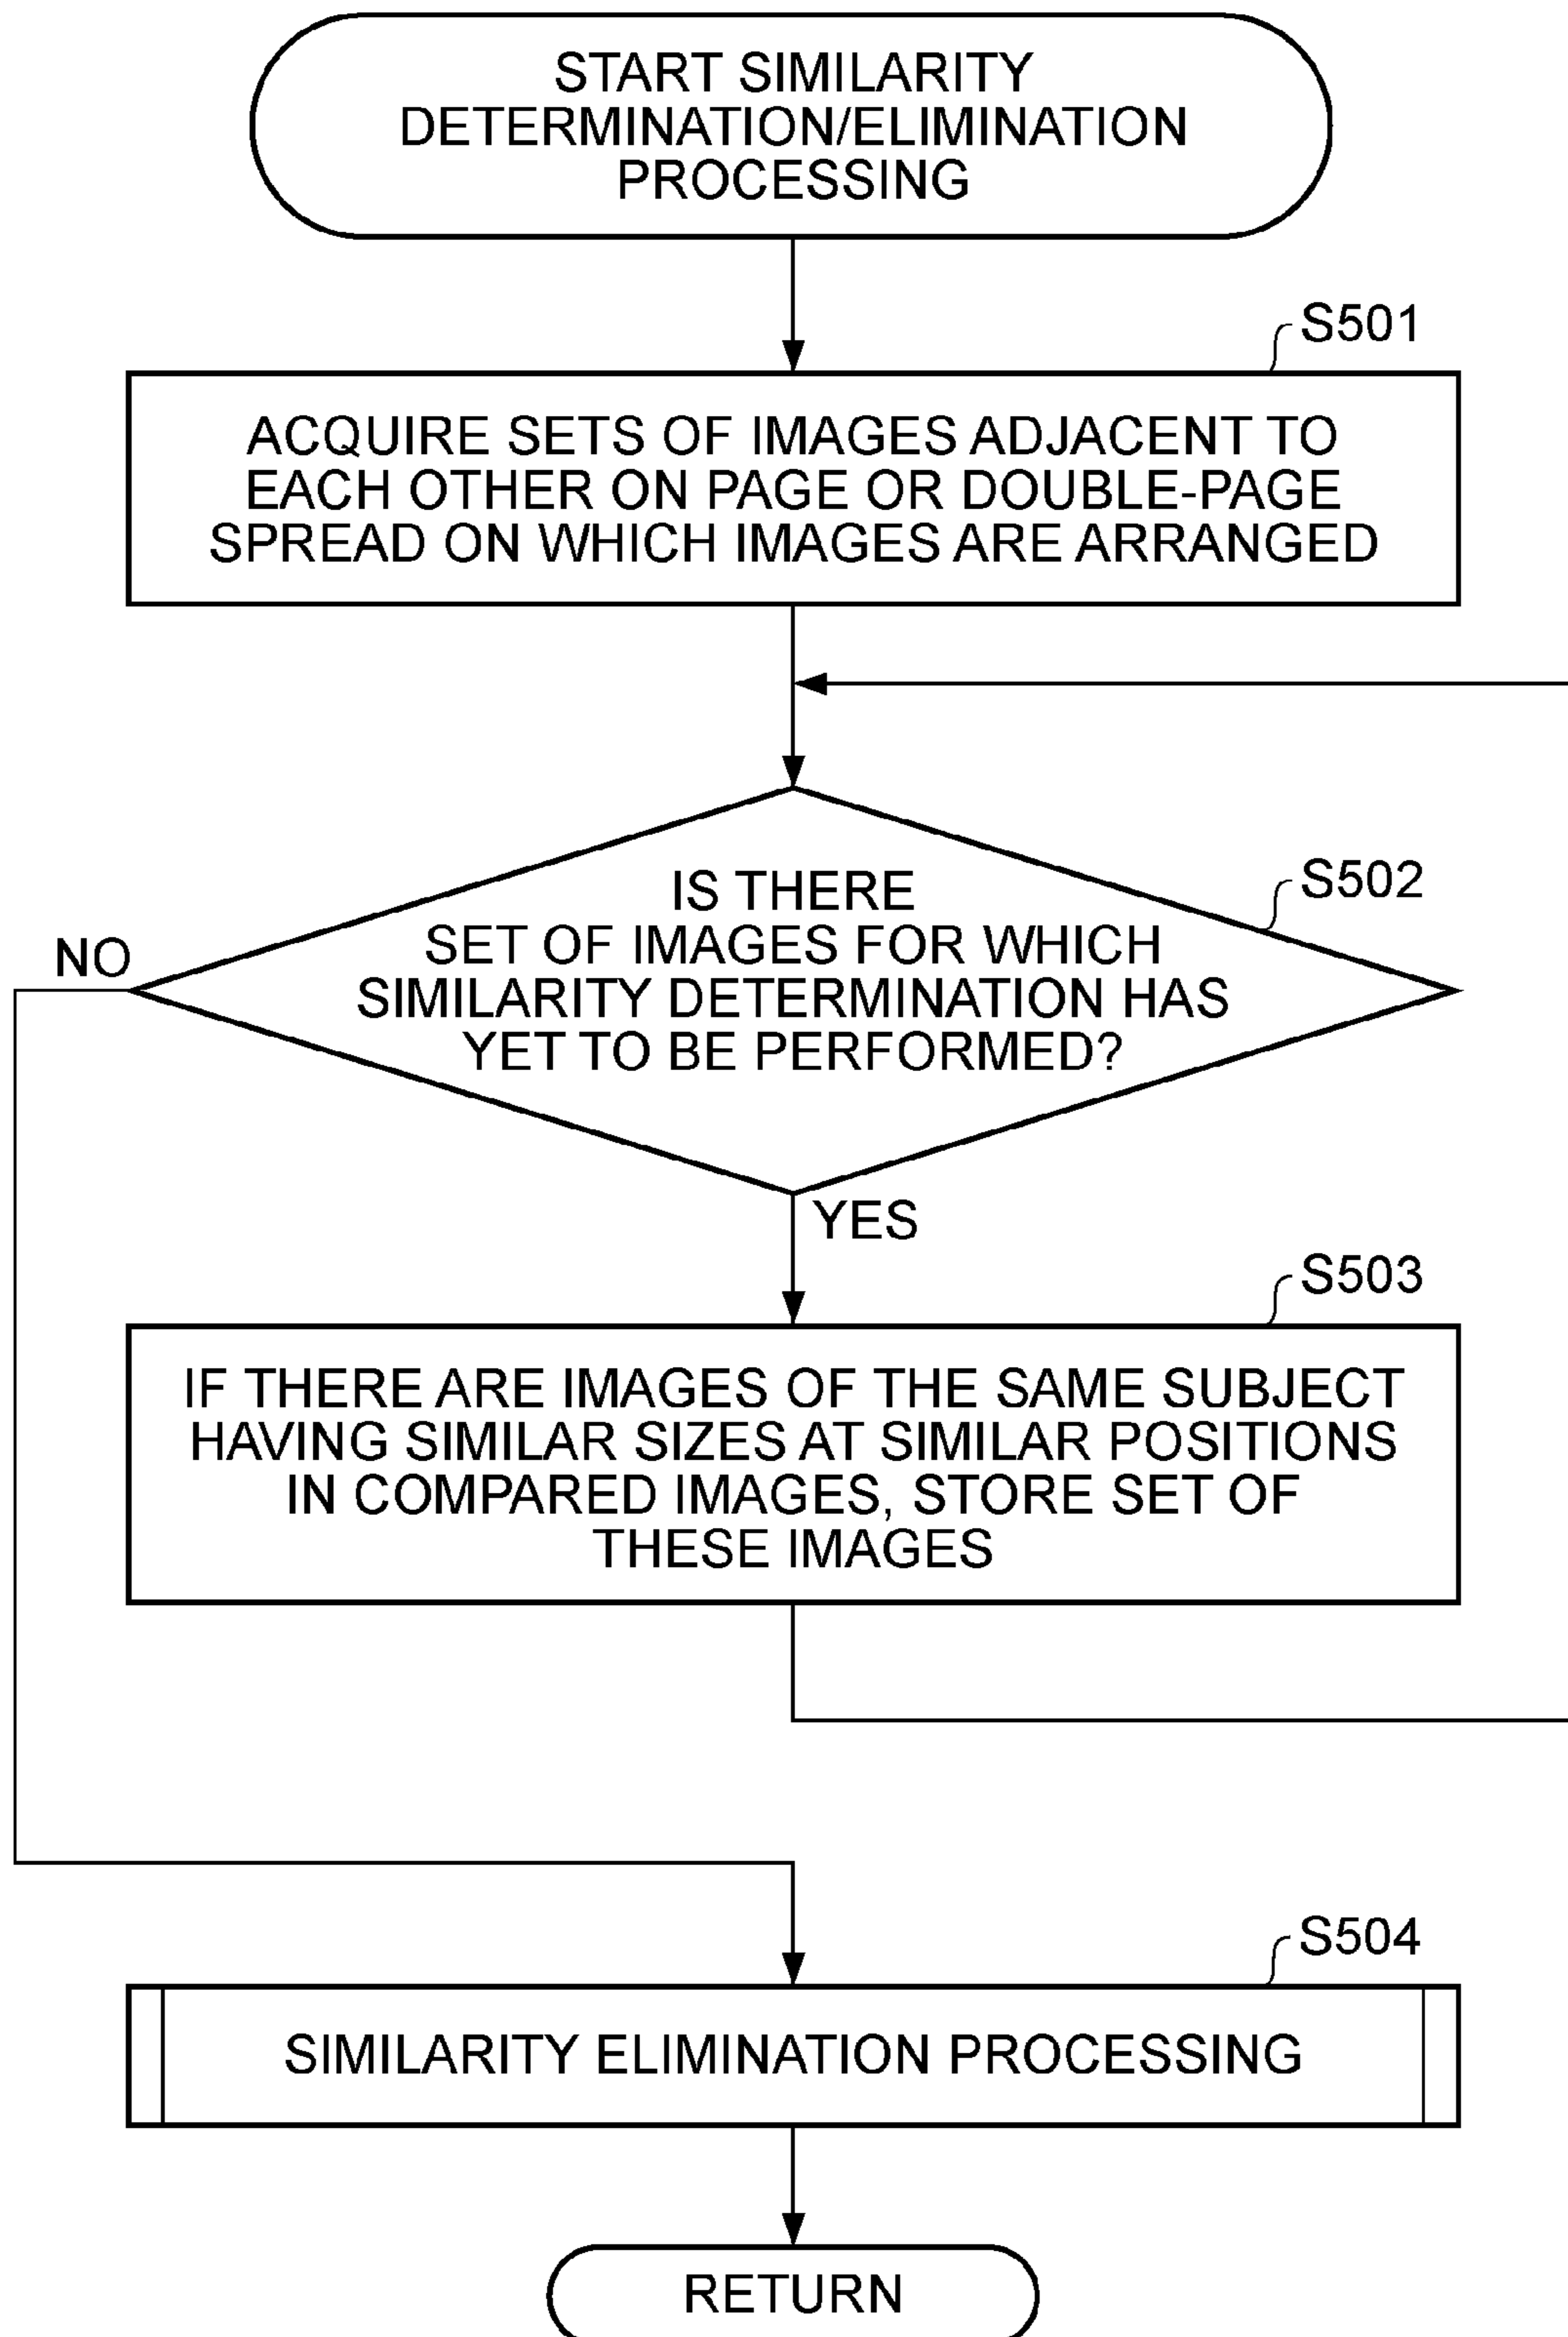 START SIMILARITY
DETERMINATION/ELIMINATION
PROCESSING
S501
ACQUIRE SETS OF IMAGES ADJACENT TO
EACH OTHER ON PAGE OR DOUBLE-PAGE
SPREAD ON WHICH IMAGES ARE ARRANGED
S502
IS THERE
SET OF IMAGES FOR WHICH
SIMILARITY DETERMINATION HAS
YET TO BE PERFORMED?
NO
YES
S503
IF THERE ARE IMAGES OF THE SAME SUBJECT
HAVING SIMILAR SIZES AT SIMILAR POSITIONS
IN COMPARED IMAGES, STORE SET OF
THESE IMAGES
S504
SIMILARITY ELIMINATION PROCESSING
RETURN